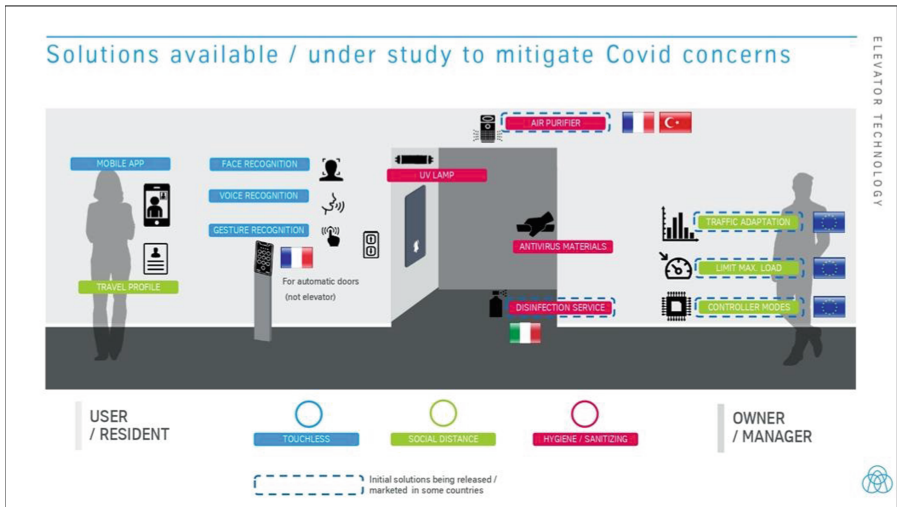 Solutions available / under study to mitigate Covid concerns
ELEVATOR TECHNOLOGY
AIR PURIFIER
MOBILE APP
FACE RECOGNITION
UV LAMP
VOICE RECOGNITION
TRAFFIC ADAPTATION
GESTURE RECOGNITION
ANTIVIRUS MATERIALS
LIMIT MAX. LOAD
For automatic doors
(not elevator)
TRAVEL PROFILE
DISINFECTION SERVICE
CONTROLLER MODES
USER
/ RESIDENT
OWNER
/ MANAGER
TOUCHLESS
SOCIAL DISTANCE
HYGIENE / SANITIZING
Initial solutions being released /
marketed in some countries